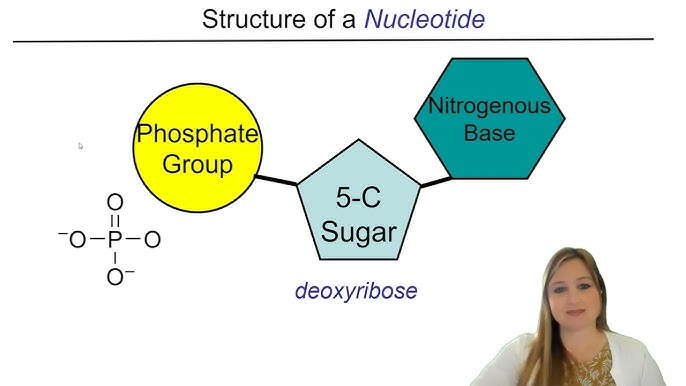 Structure of a Nucleotide
Phosphate
Group
Nitrogenous
Base
5-C
Sugar
deoxyribose
O
⁻O–P–O
O⁻